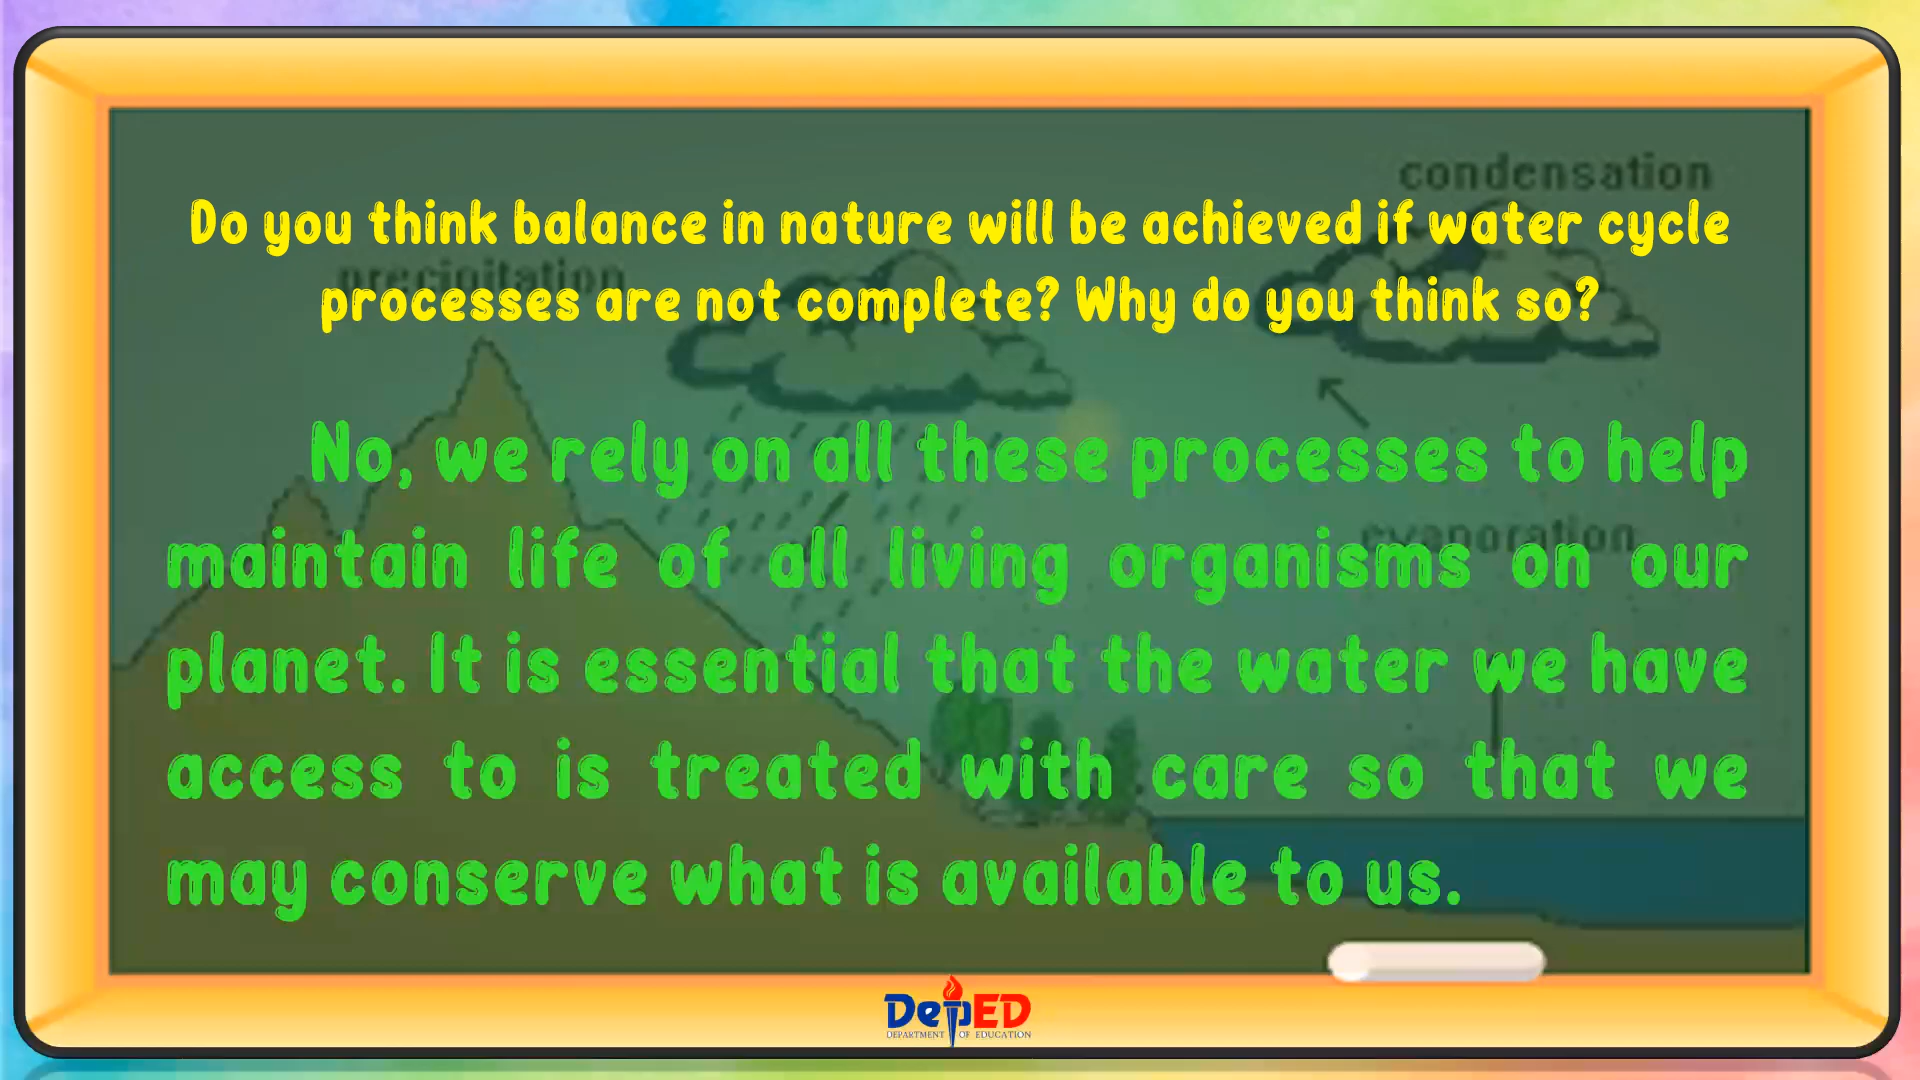 condensation
Do you think balance in nature will be achieved if water cycle
precipitation
processes are not complete? Why do you think so?
No, we rely on all these processes to help
evaporation
maintain life of all living organisms on our
planet. It is essential that the water we have
access to is treated with care so that we
may conserve what is available to us.
DepED
DEPARTMENT OF EDUCATION